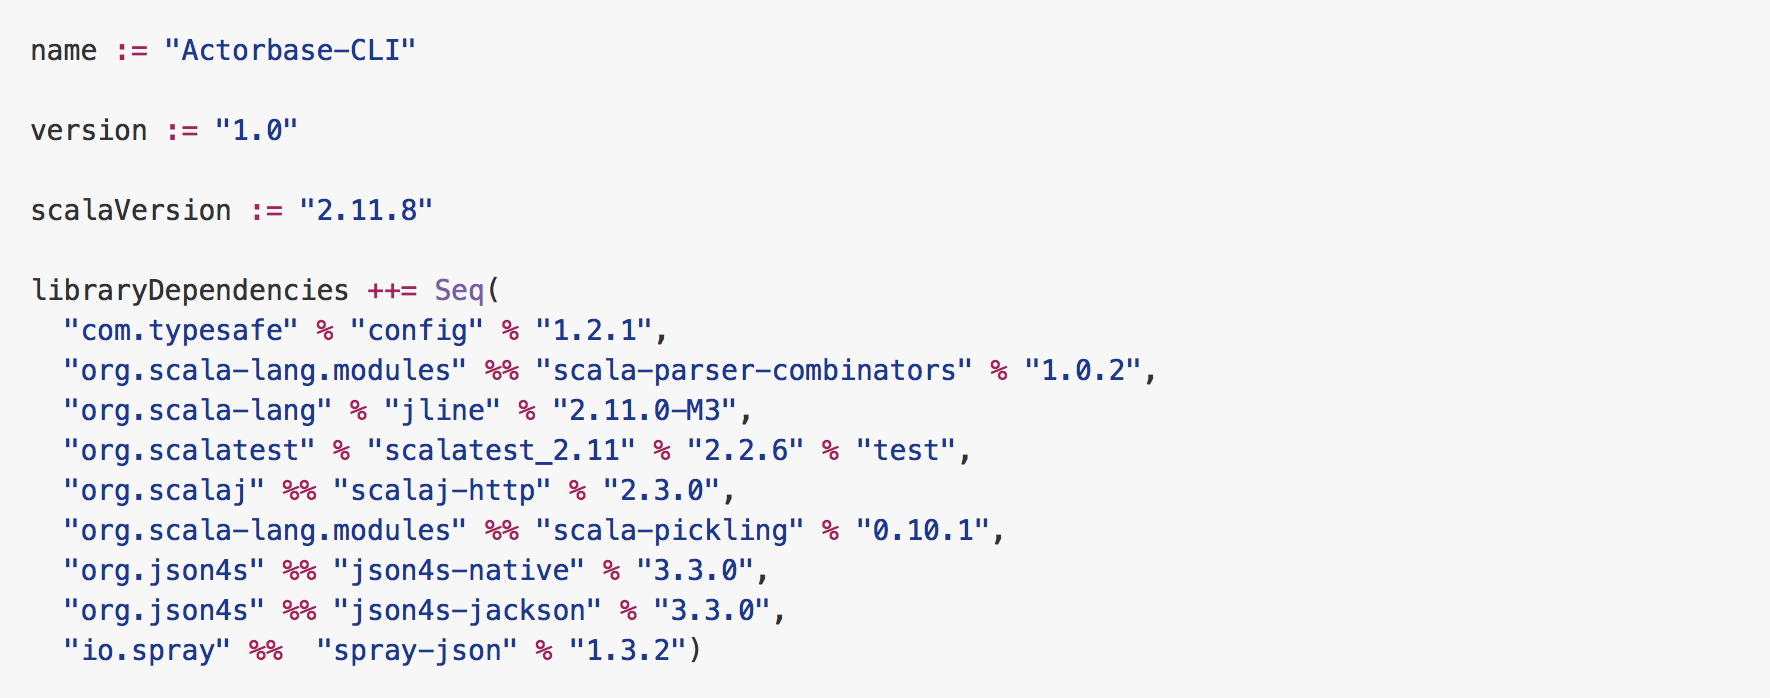 name := "Actorbase-CLI"
version := "1.0"
scalaVersion := "2.11.8"
libraryDependencies ++= Seq(
  "com.typesafe" % "config" % "1.2.1",
  "org.scala-lang.modules" %% "scala-parser-combinators" % "1.0.2",
  "org.scala-lang" % "jline" % "2.11.0-M3",
  "org.scalatest" % "scalatest_2.11" % "2.2.6" % "test",
  "org.scalaj" %% "scalaj-http" % "2.3.0",
  "org.scala-lang.modules" %% "scala-pickling" % "0.10.1",
  "org.json4s" %% "json4s-native" % "3.3.0",
  "org.json4s" %% "json4s-jackson" % "3.3.0",
  "io.spray" %%  "spray-json" % "1.3.2")